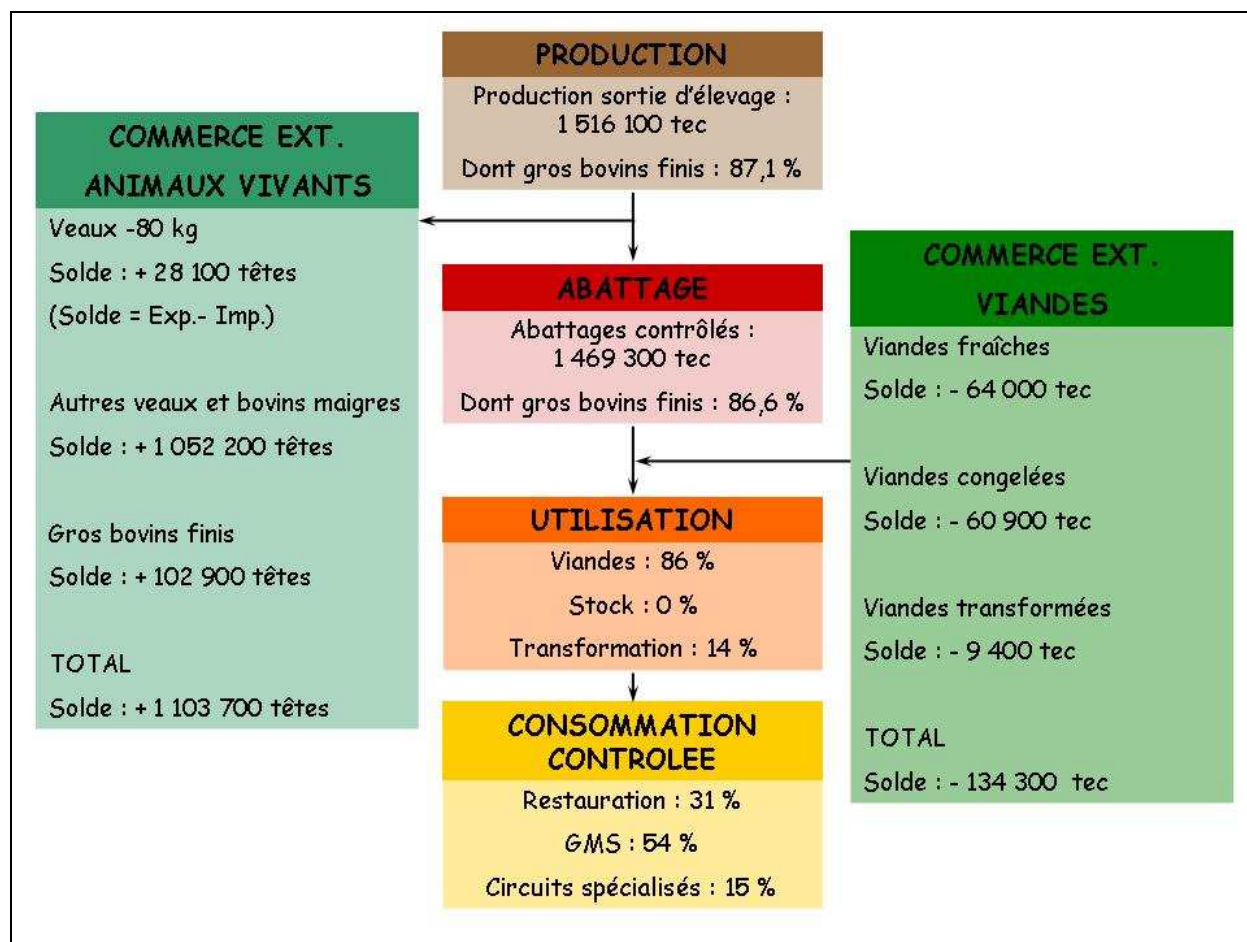 PRODUCTION
Production sortie d'élevage :
1 516 100 tec
Dont gros bovins finis : 87,1 %
COMMERCE EXT.
ANIMAUX VIVANTS
Veaux -80 kg
Solde : + 28 100 têtes
(Solde = Exp.- Imp.)
Autres veaux et bovins maigres
Solde : + 1 052 200 têtes
Gros bovins finis
Solde : + 102 900 têtes
TOTAL
Solde : + 1 103 700 têtes
ABATTAGE
Abattages contrôlés :
1 469 300 tec
Dont gros bovins finis : 86,6 %
COMMERCE EXT.
VIANDES
Viandes fraîches
Solde : - 64 000 tec
Viandes congelées
Solde : - 60 900 tec
Viandes transformées
Solde : - 9 400 tec
TOTAL
Solde : - 134 300 tec
UTILISATION
Viandes : 86 %
Stock : 0 %
Transformation : 14 %
CONSOMMATION
CONTROLEE
Restauration : 31 %
GMS : 54 %
Circuits spécialisés : 15 %